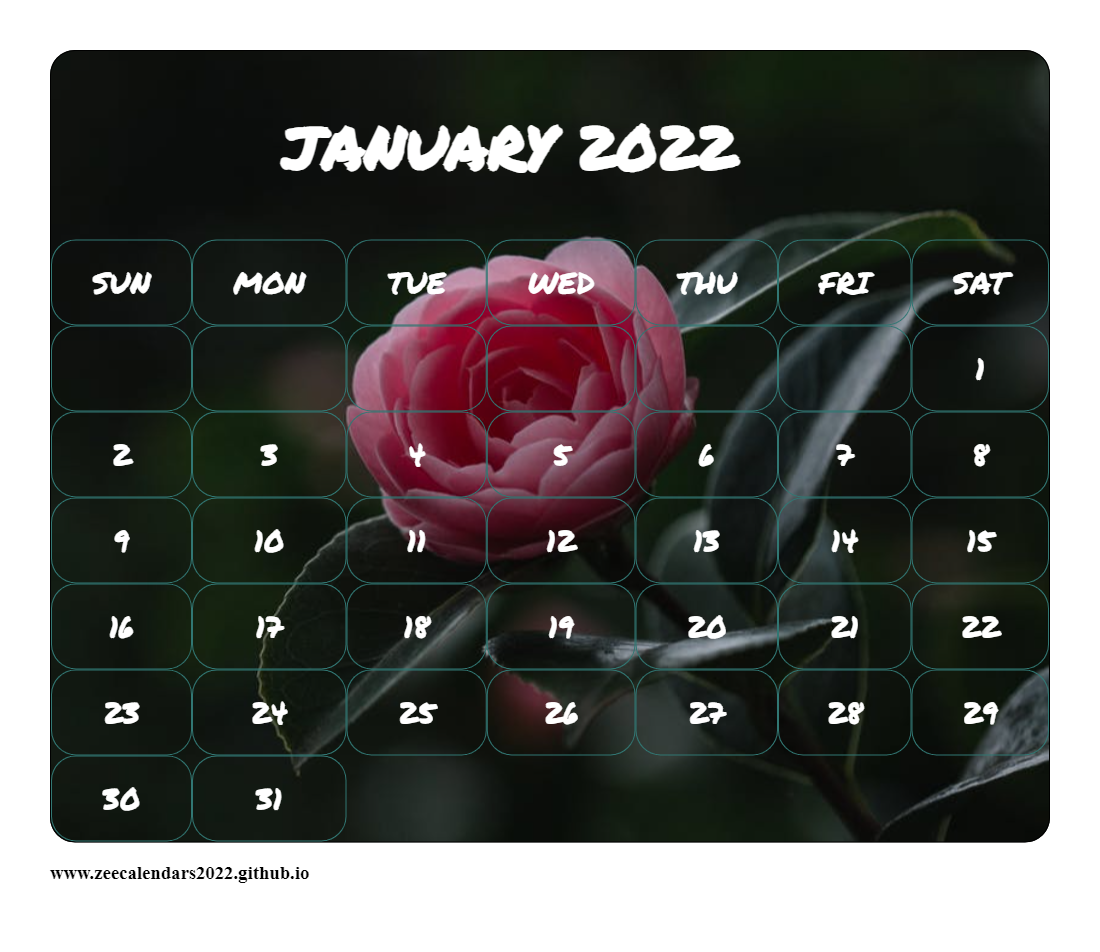 JANUARY 2022
SUN MON TUE WED THU FRI SAT
1
2 3 4 5 6 7 8
9 10 11 12 13 14 15
16 17 18 19 20 21 22
23 24 25 26 27 28 29
30 31
www.zeecalendars2022.github.io